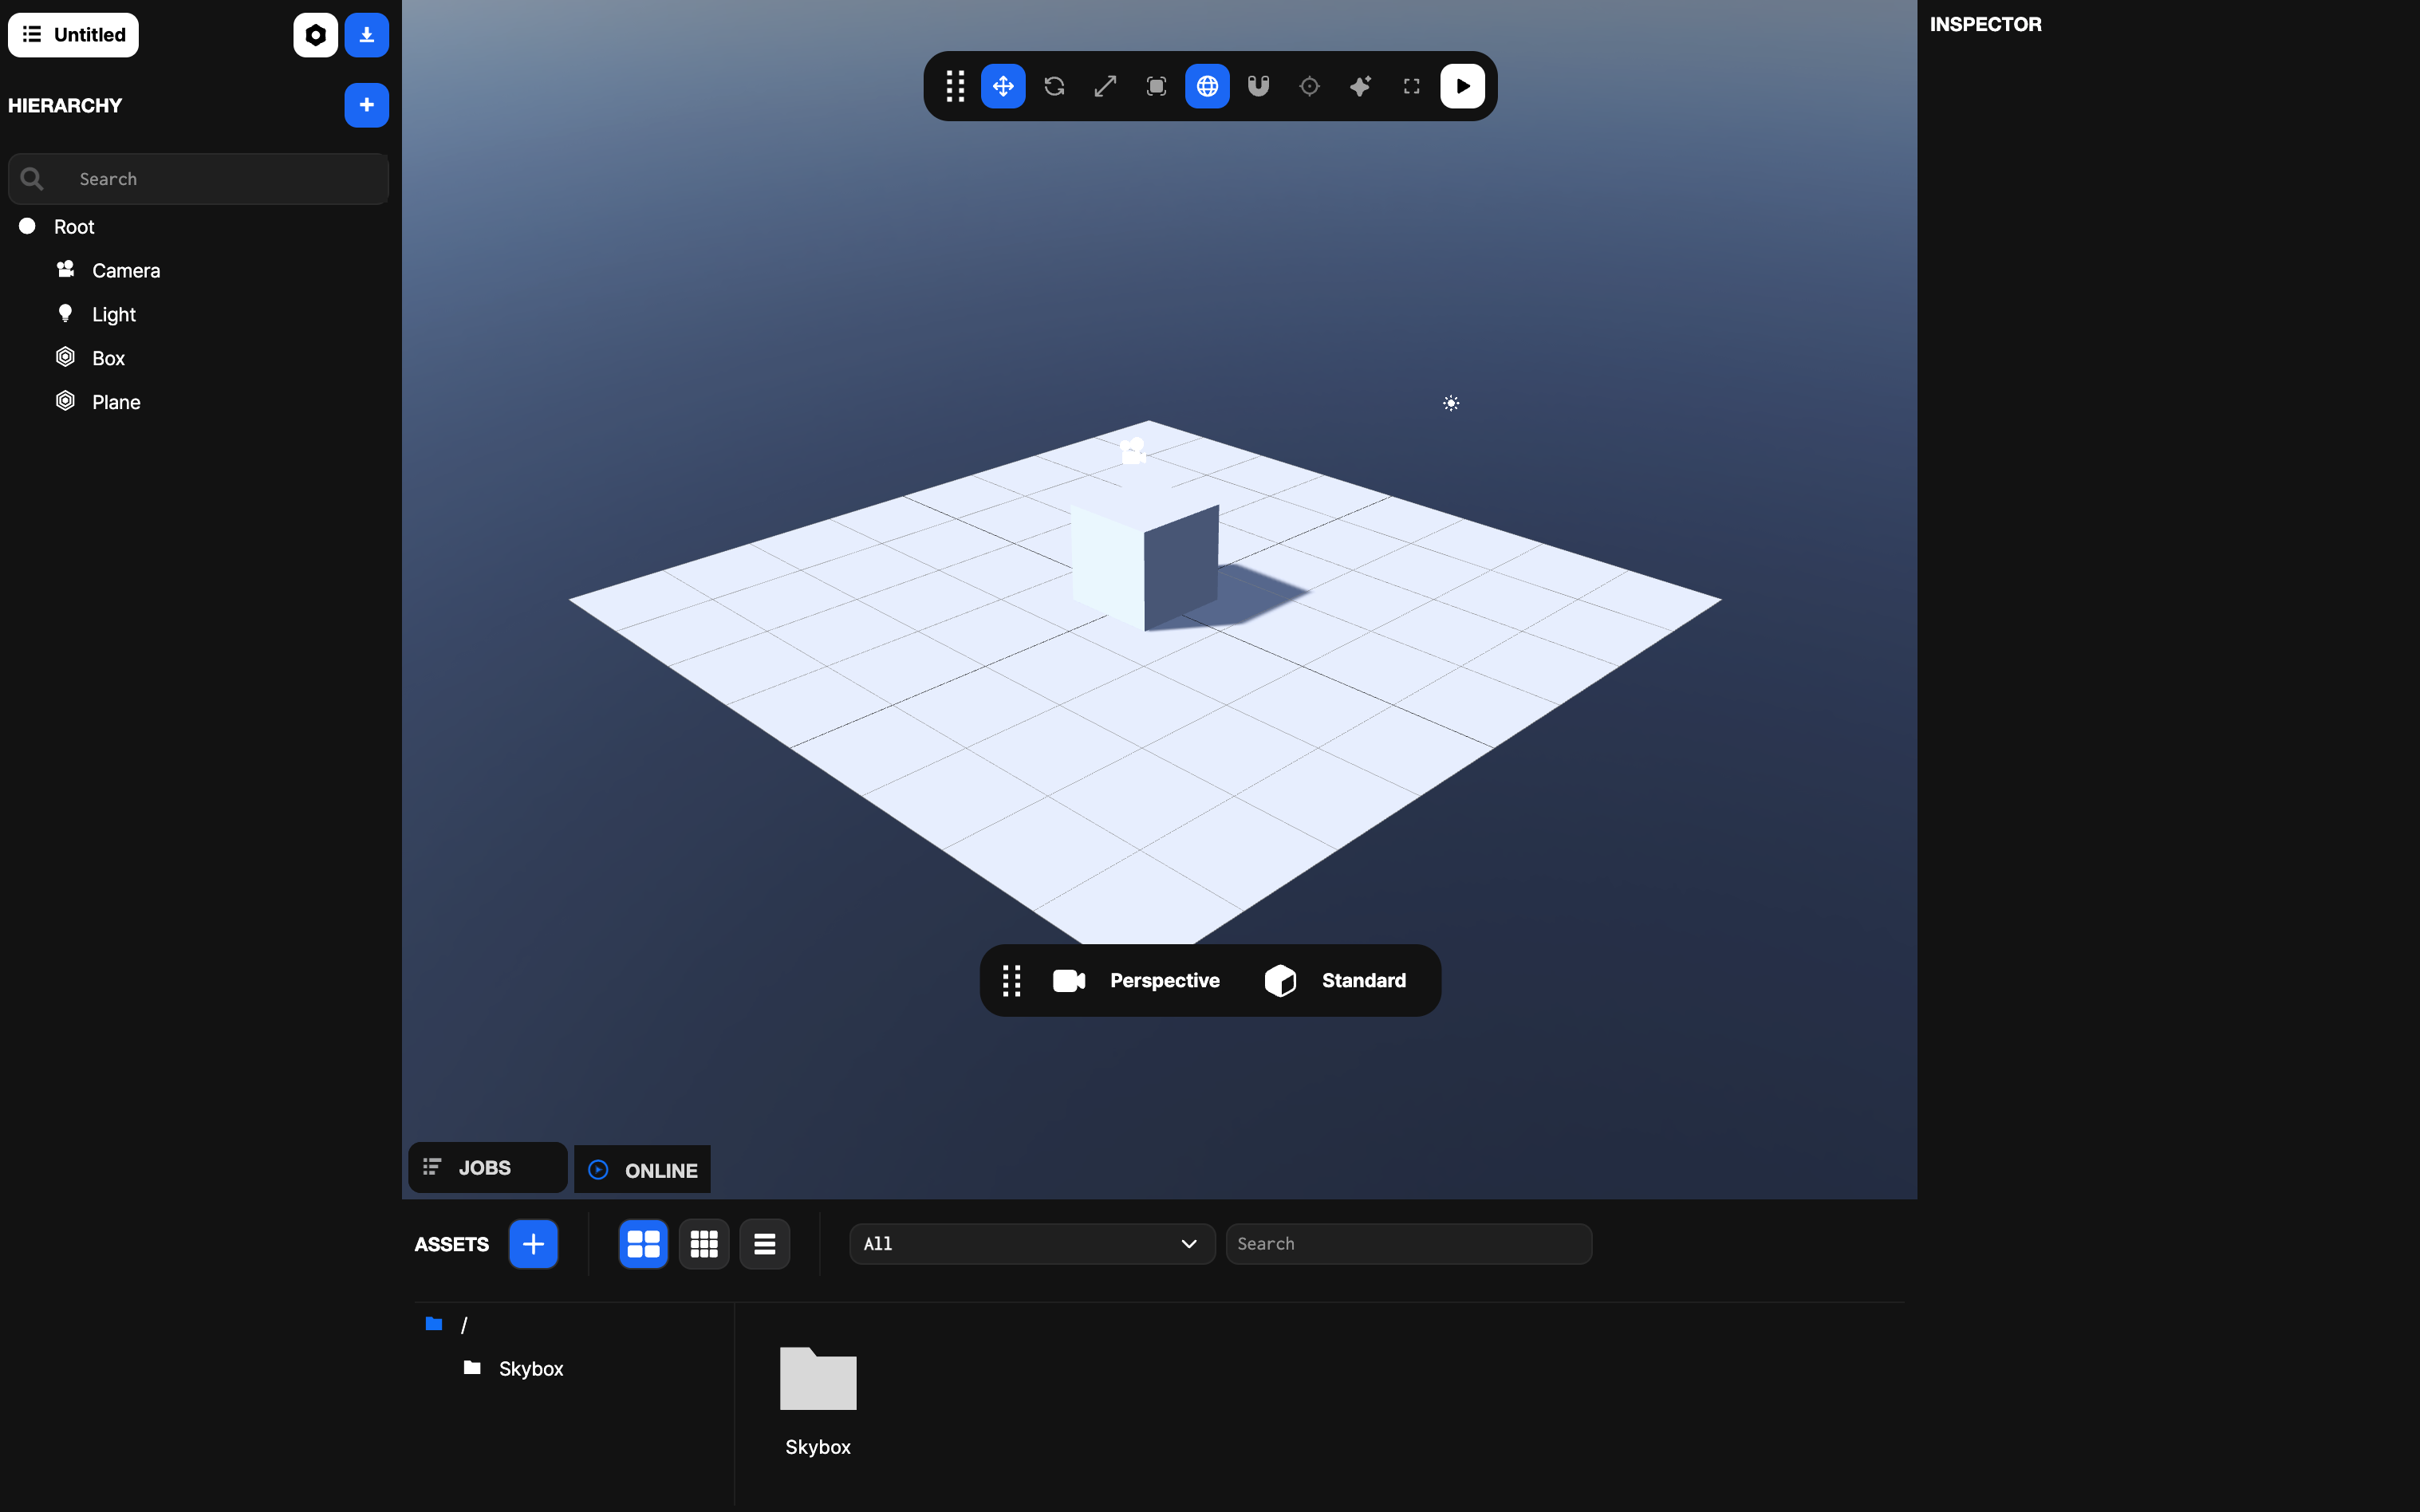 Untitled
HIERARCHY
Search
Root
Camera
Light
Box
Plane
INSPECTOR
Perspective
Standard
JOBS
ONLINE
ASSETS
All
Search
/
Skybox
Skybox